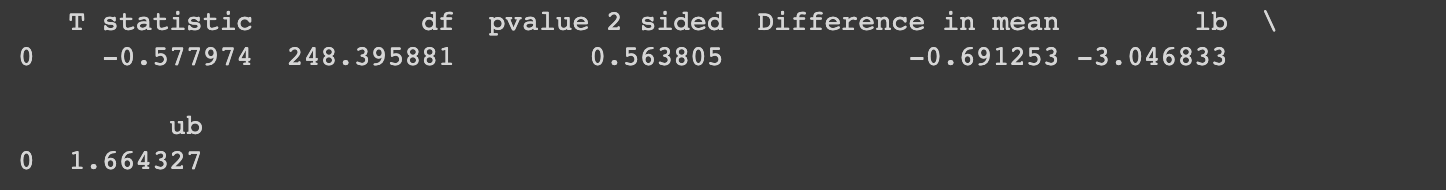 T statistic df pvalue 2 sided Difference in mean lb \
0 -0.577974 248.395881 0.563805 -0.691253 -3.046833
ub
0 1.664327